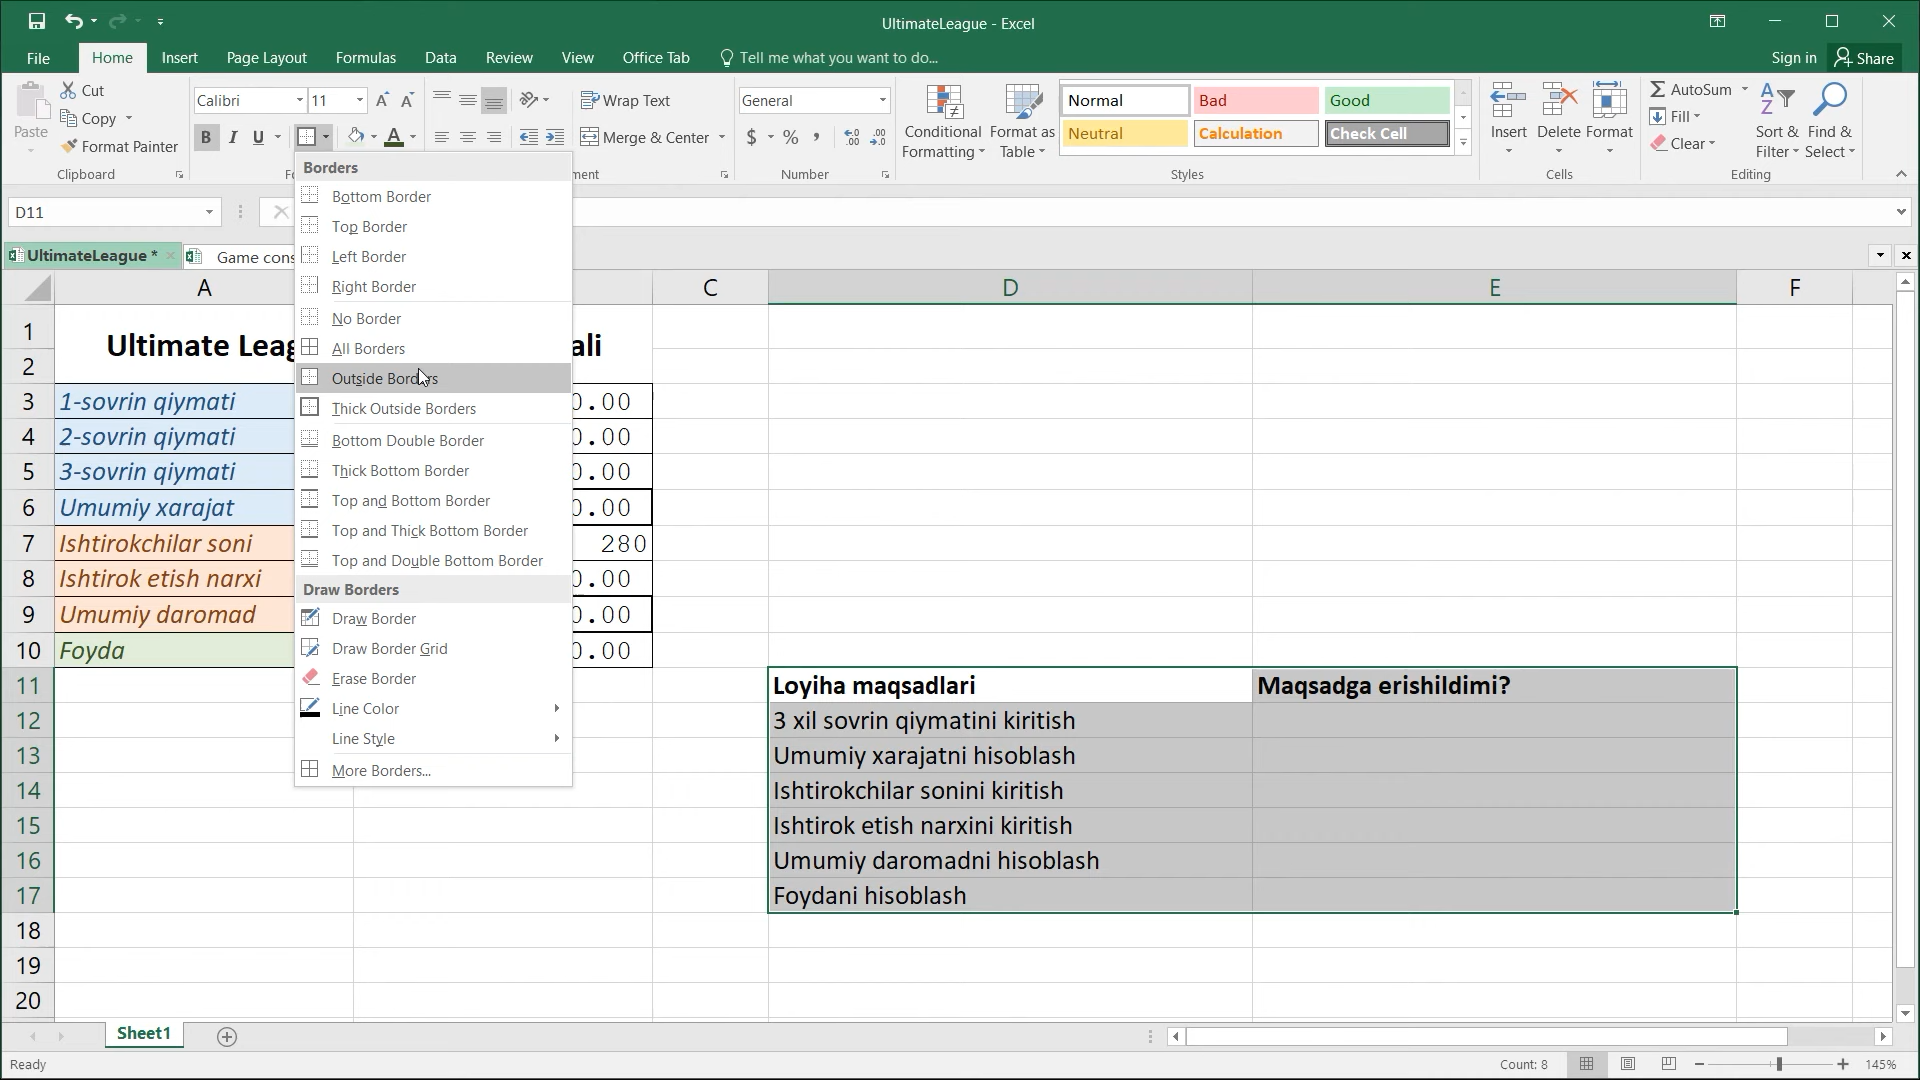 UltimateLeague - Excel
File
Home
Insert
Page Layout
Formulas
Data
Review
View
Office Tab
Tell me what you want to do...
Sign in
Share
Paste
Cut
Copy
Format Painter
Clipboard
Calibri
11
B
I
U
A
Wrap Text
Merge & Center
ment
General
$
%
Number
Conditional
Formatting
Format as
Table
Normal
Bad
Good
Neutral
Calculation
Check Cell
Styles
Insert
Delete
Format
Cells
AutoSum
Fill
Clear
Sort &
Filter
Find &
Select
Editing
D11
UltimateLeague *
Game cons
Borders
Bottom Border
Top Border
Left Border
Right Border
No Border
All Borders
Outside Borders
Thick Outside Borders
Bottom Double Border
Thick Bottom Border
Top and Bottom Border
Top and Thick Bottom Border
Top and Double Bottom Border
Draw Borders
Draw Border
Draw Border Grid
Erase Border
Line Color
Line Style
More Borders...
A C D E F
1
2
Ultimate Leag ali
3 1-sovrin qiymati 0.00
4 2-sovrin qiymati 0.00
5 3-sovrin qiymati 0.00
6 Umumiy xarajat 0.00
7 Ishtirokchilar soni 280
8 Ishtirok etish narxi 0.00
9 Umumiy daromad 0.00
10 Foyda 0.00
11 Loyiha maqsadlari Maqsadga erishildimi?
12 3 xil sovrin qiymatini kiritish
13 Umumiy xarajatni hisoblash
14 Ishtirokchilar sonini kiritish
15 Ishtirok etish narxini kiritish
16 Umumiy daromadni hisoblash
17 Foydani hisoblash
18
19
20
Sheet1
Ready
Count: 8
145%